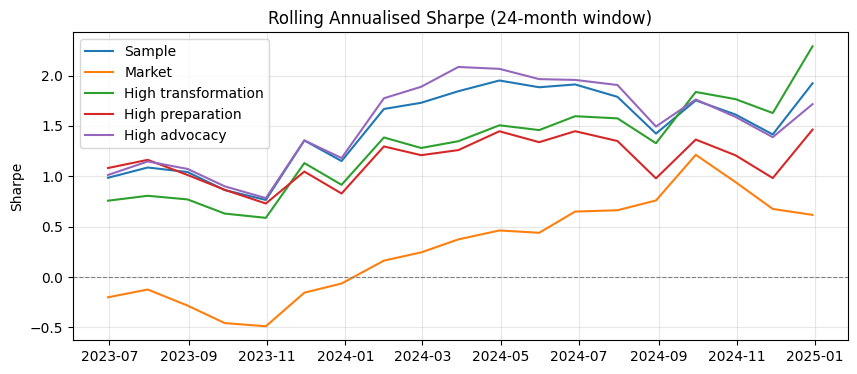 Rolling Annualised Sharpe (24-month window)
Sample
Market
High transformation
High preparation
High advocacy
Sharpe
2.0
1.5
1.0
0.5
0.0
−0.5
2023-07
2023-09
2023-11
2024-01
2024-03
2024-05
2024-07
2024-09
2024-11
2025-01